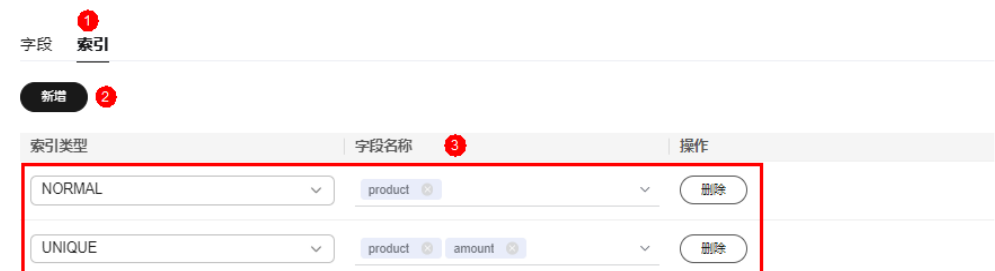 1
字段 索引
新增 2
索引类型 字段名称 3 操作
NORMAL product 删除
UNIQUE product amount 删除